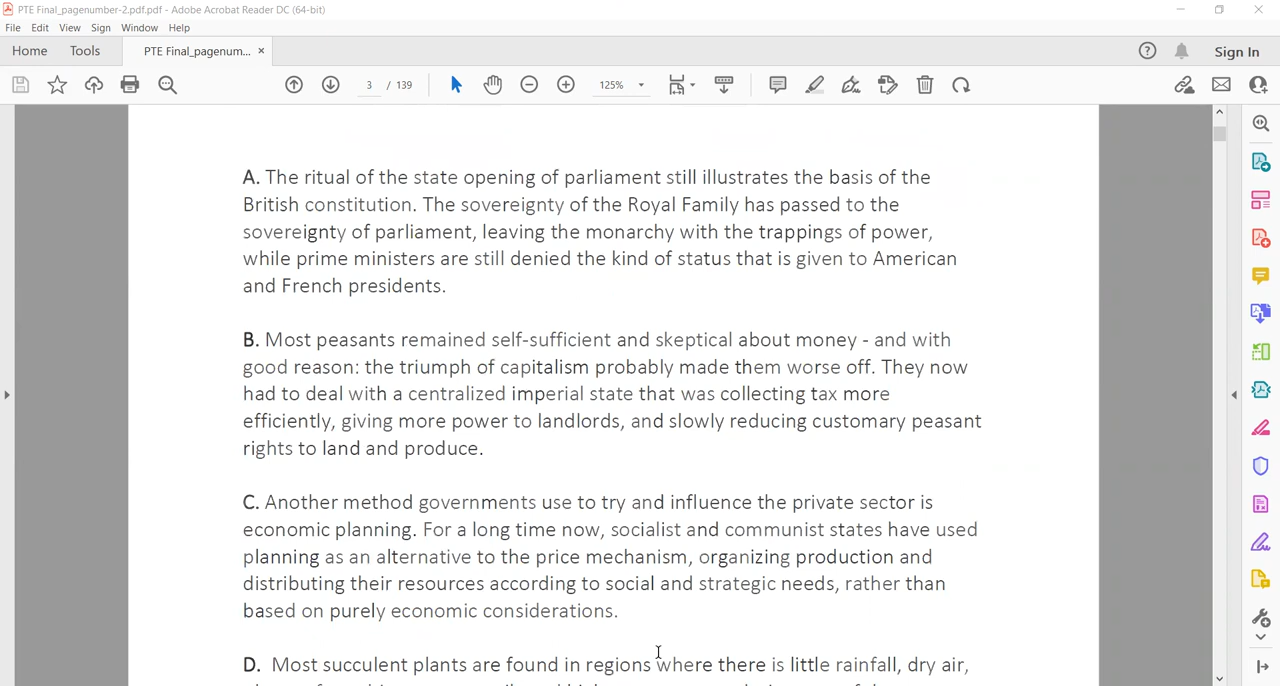 PTE Final_pagenumber-2.pdf.pdf - Adobe Acrobat Reader DC (64-bit)
File Edit View Sign Window Help
Home Tools PTE Final_pagenum... ×
Sign In
3 / 139 125%
A. The ritual of the state opening of parliament still illustrates the basis of the
British constitution. The sovereignty of the Royal Family has passed to the
sovereignty of parliament, leaving the monarchy with the trappings of power,
while prime ministers are still denied the kind of status that is given to American
and French presidents.
B. Most peasants remained self-sufficient and skeptical about money - and with
good reason: the triumph of capitalism probably made them worse off. They now
had to deal with a centralized imperial state that was collecting tax more
efficiently, giving more power to landlords, and slowly reducing customary peasant
rights to land and produce.
C. Another method governments use to try and influence the private sector is
economic planning. For a long time now, socialist and communist states have used
planning as an alternative to the price mechanism, organizing production and
distributing their resources according to social and strategic needs, rather than
based on purely economic considerations.
D. Most succulent plants are found in regions where there is little rainfall, dry air,